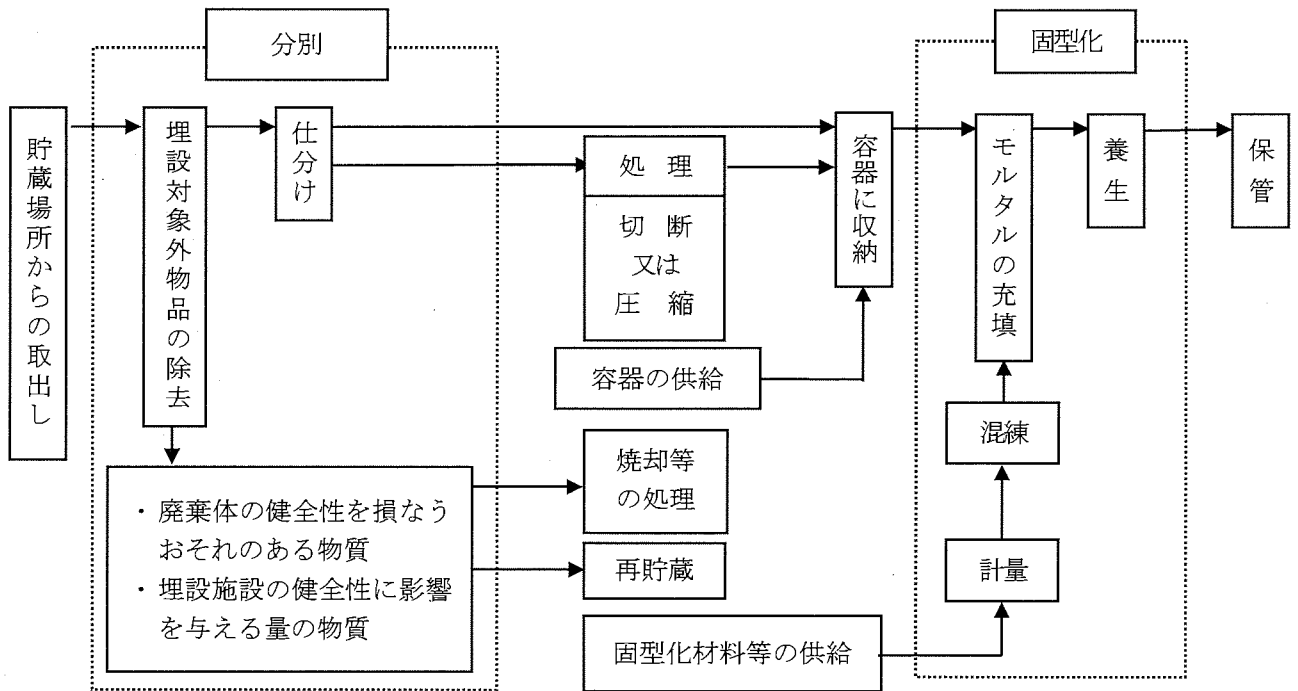 分別
固型化
貯蔵場所からの取出し
埋設対象外物品の除去
仕分け
処理
切断
又は
圧縮
容器に収納
モルタルの充填
養生
保管
容器の供給
混練
焼却等
の処理
・廃棄体の健全性を損なう
おそれのある物質
・埋設施設の健全性に影響
を与える量の物質
再貯蔵
計量
固型化材料等の供給